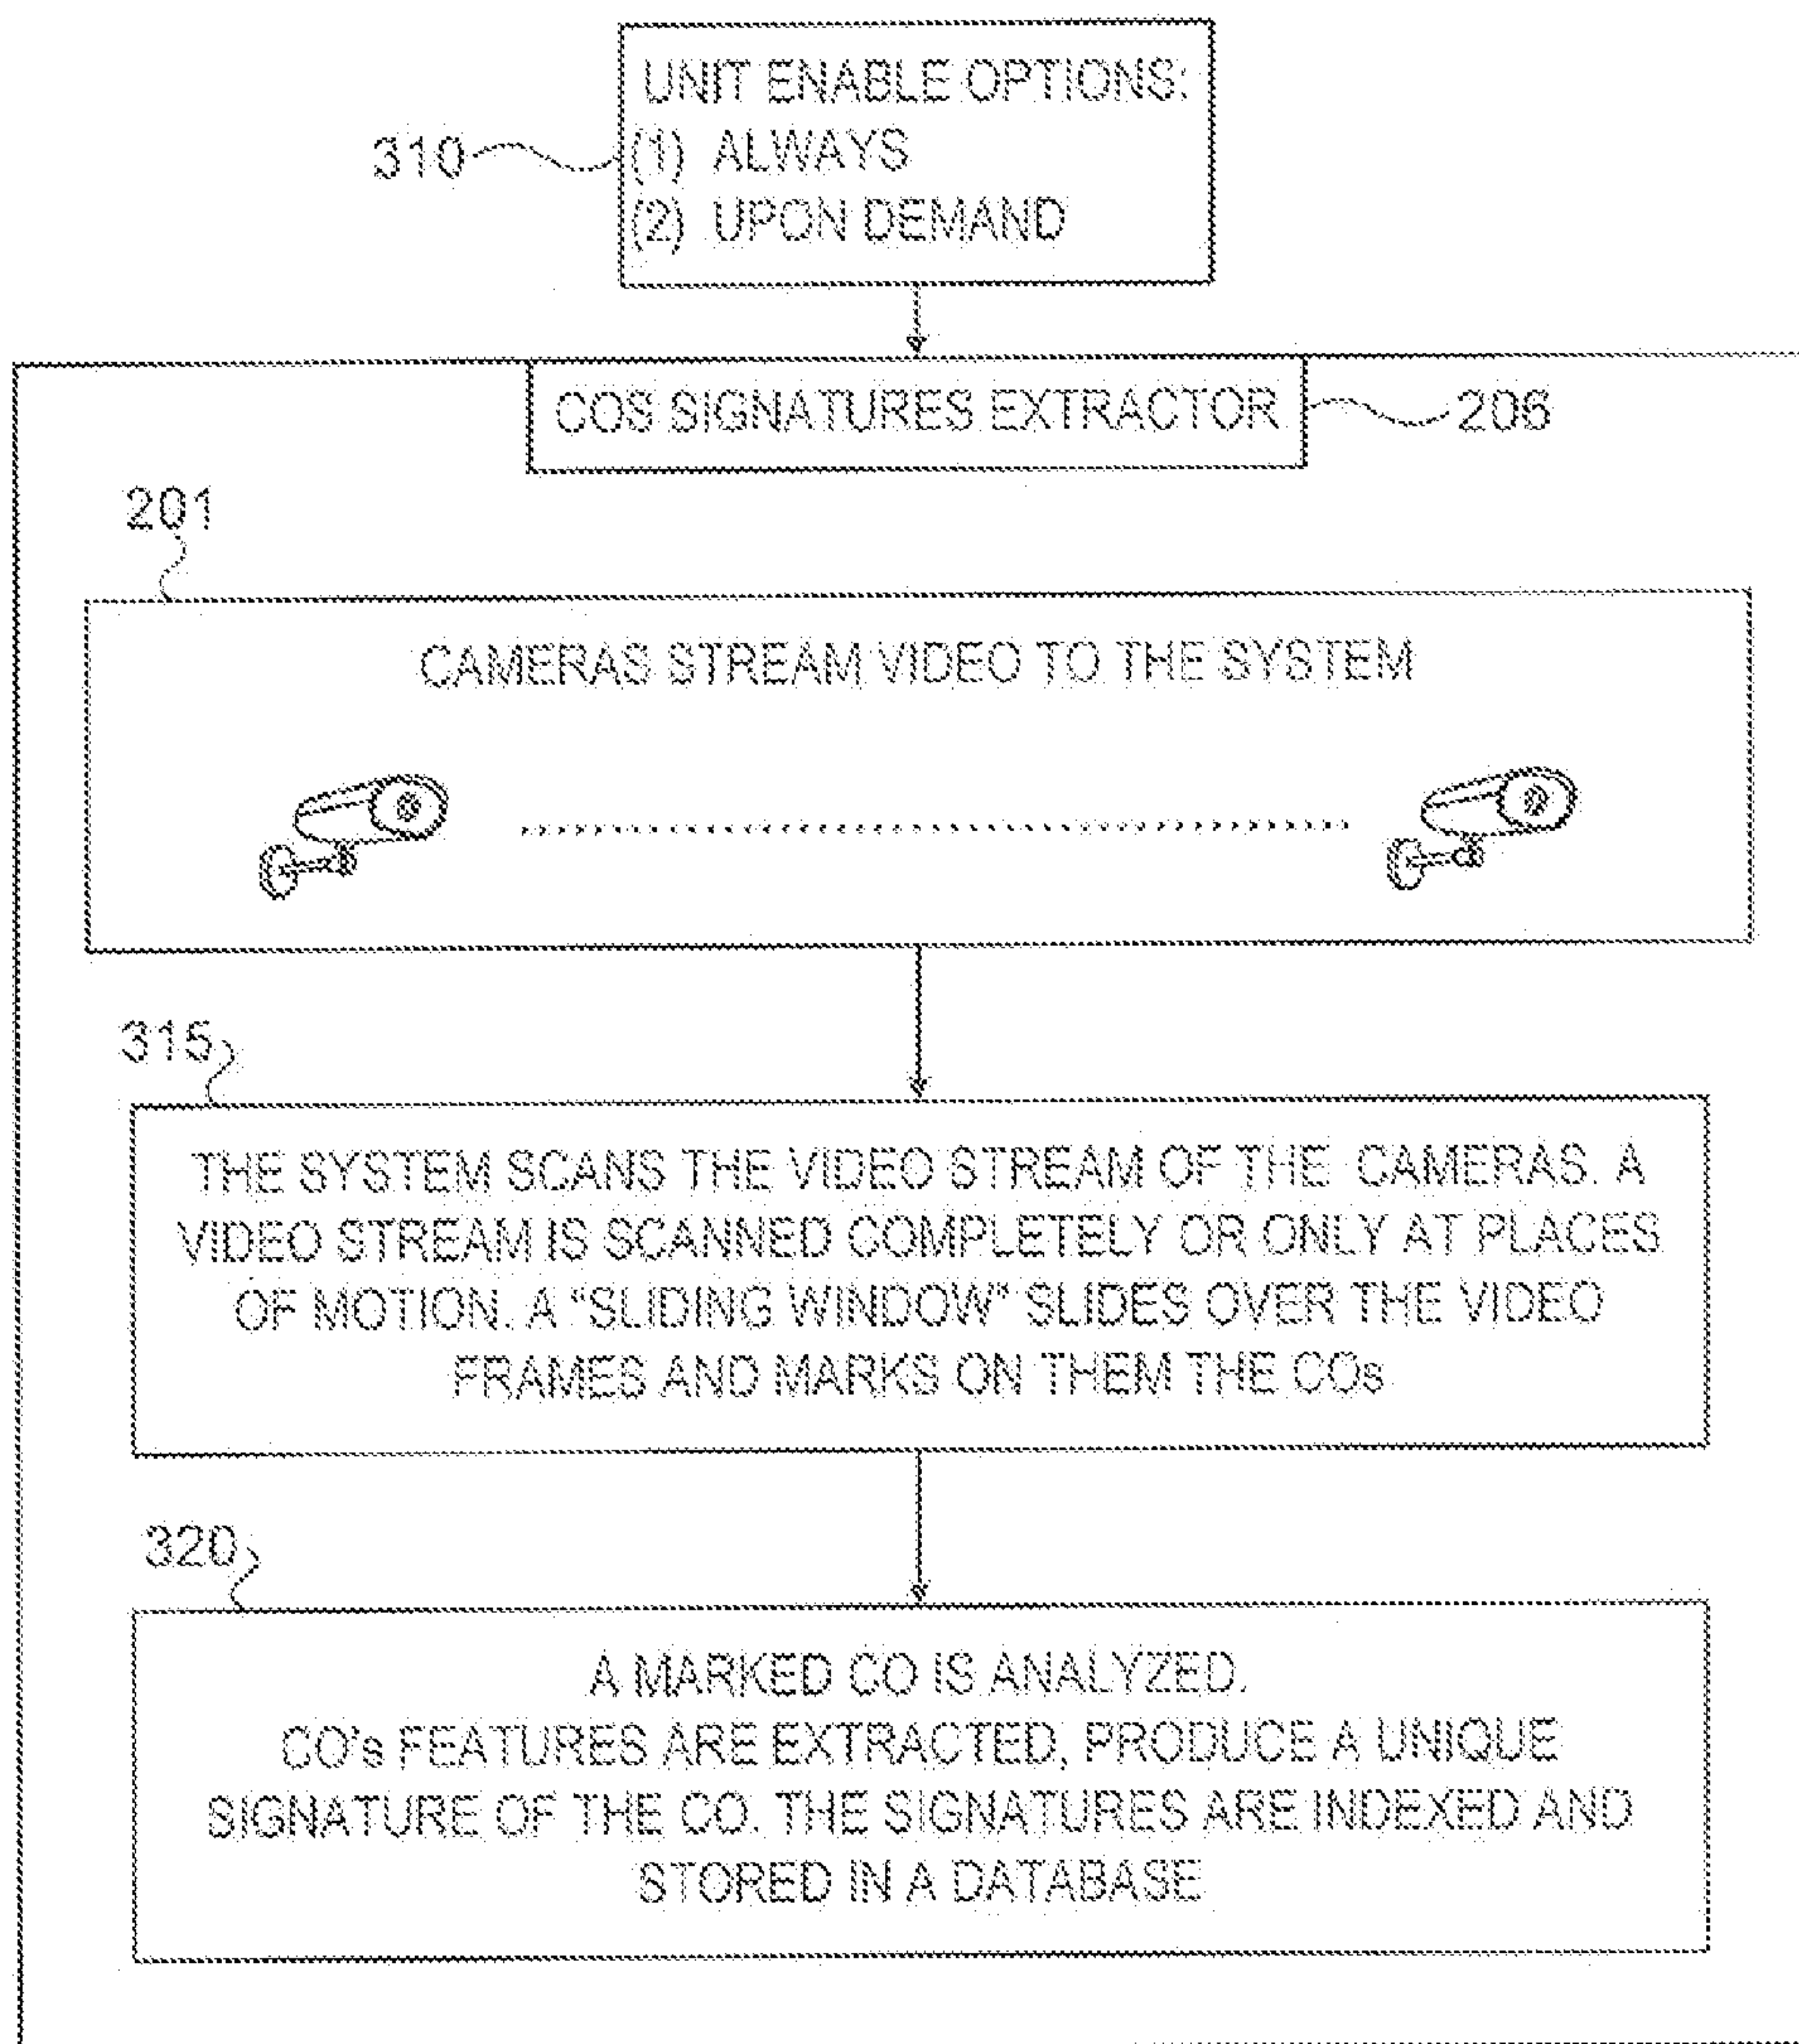 UNIT ENABLE OPTIONS:
310
(1) ALWAYS
(2) UPON DEMAND
COS SIGNATURES EXTRACTOR
206
201
CAMERAS STREAM VIDEO TO THE SYSTEM
315
THE SYSTEM SCANS THE VIDEO STREAM OF THE CAMERAS. A
VIDEO STREAM IS SCANNED COMPLETELY OR ONLY AT PLACES
OF MOTION. A “SLIDING WINDOW” SLIDES OVER THE VIDEO
FRAMES AND MARKS ON THEM THE COs
320
A MARKED CO IS ANALYZED.
CO's FEATURES ARE EXTRACTED, PRODUCE A UNIQUE
SIGNATURE OF THE CO. THE SIGNATURES ARE INDEXED AND
STORED IN A DATABASE